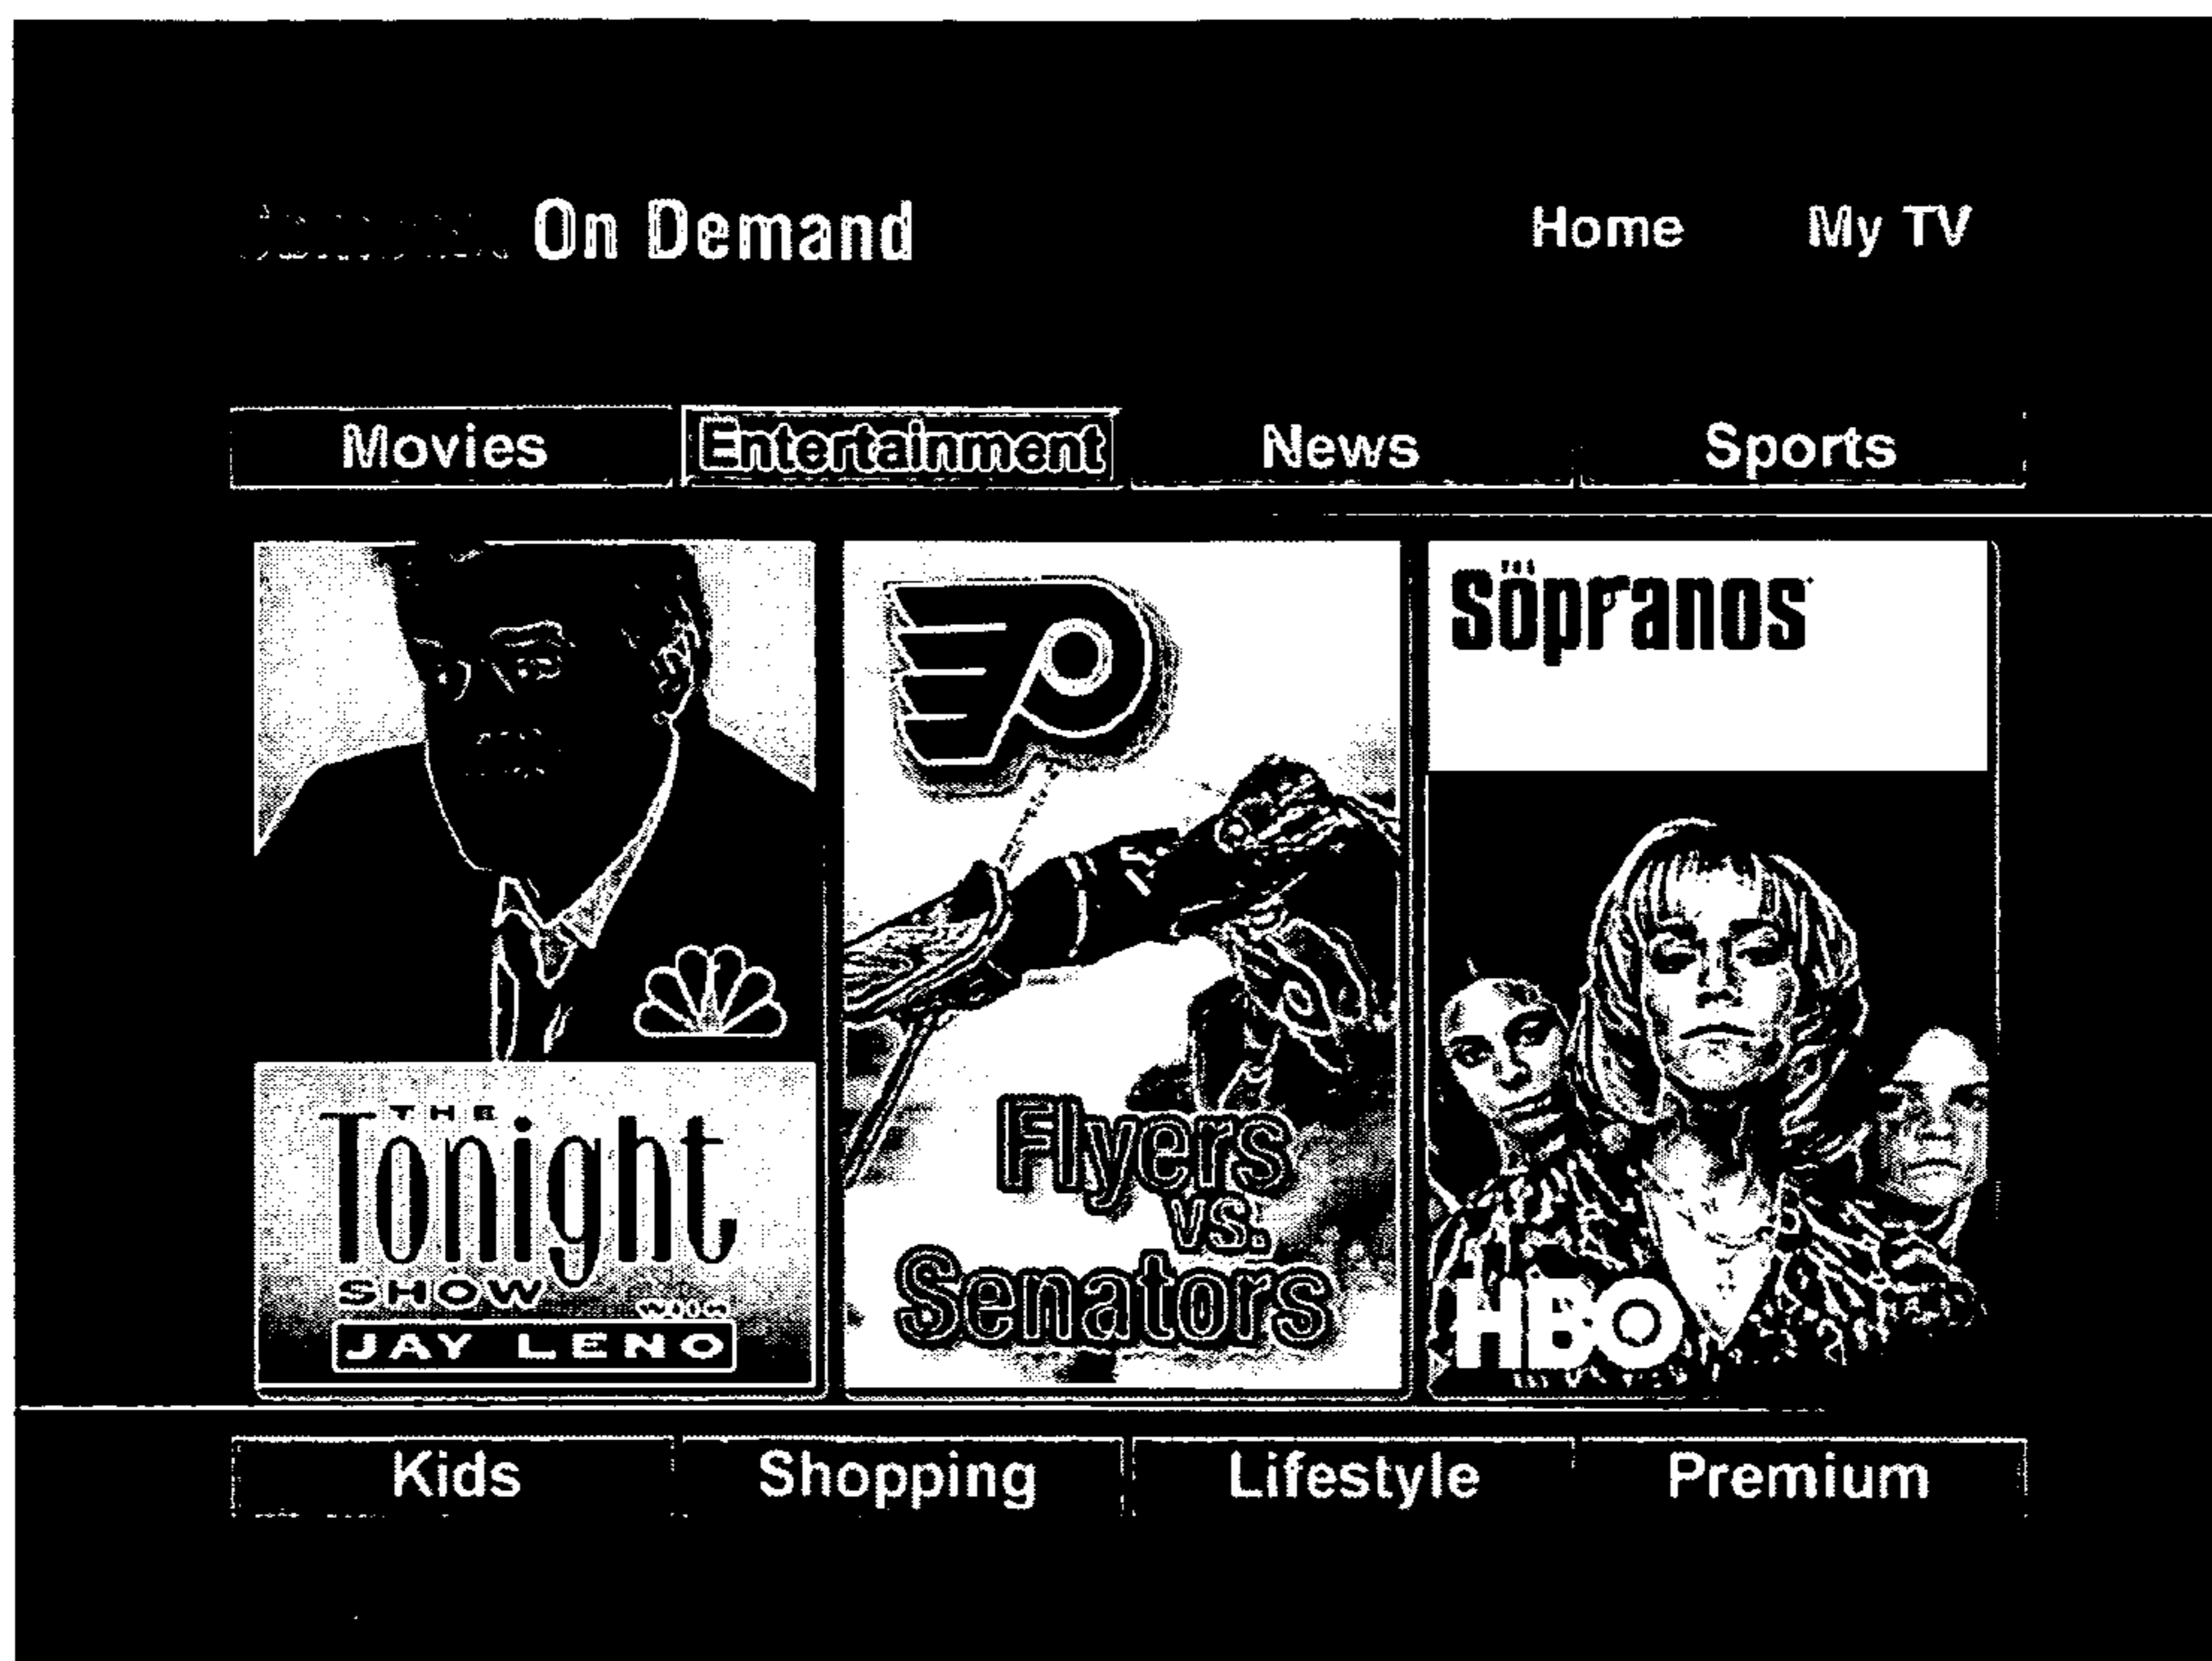 On Demand
Home
My TV
Movies
Entertainment
News
Sports
THE
Tonight
SHOW
WITH
JAY LENO
Flyers
vs.
Senators
THE
Sopranos
HBO
Kids
Shopping
Lifestyle
Premium